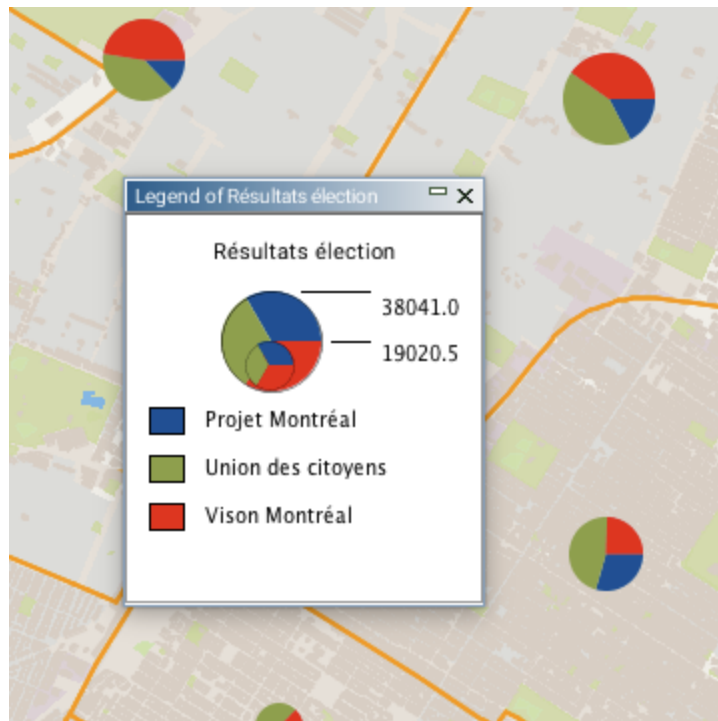 Legend of Résultats élection
Résultats élection
38041.0
19020.5
Projet Montréal
Union des citoyens
Vison Montréal